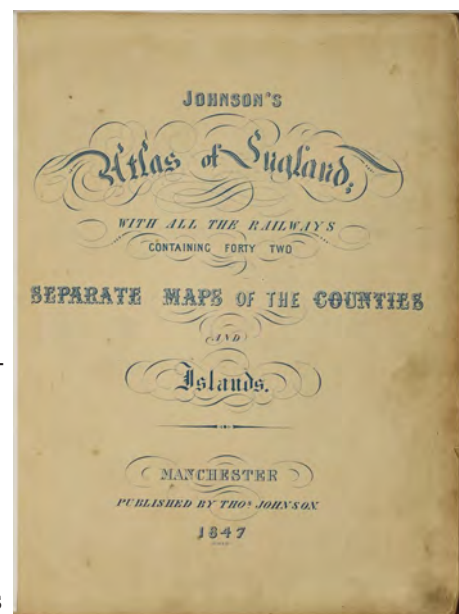 JOHNSON'S
Atlas of England;
WITH ALL THE RAILWAYS
CONTAINING FORTY TWO
SEPARATE MAPS OF THE COUNTIES
AND
Islands.
MANCHESTER
PUBLISHED BY THOS. JOHNSON.
1847